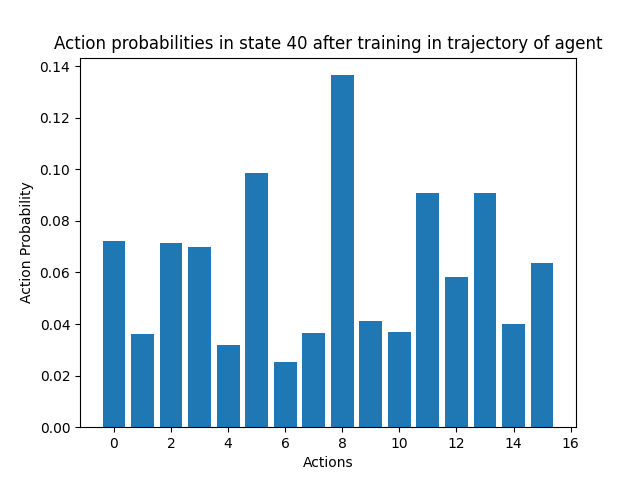 Action probabilities in state 40 after training in trajectory of agent
0.14
0.12
0.10
0.08
0.06
0.04
0.02
0.00
Action Probability
0 2 4 6 8 10 12 14 16
Actions